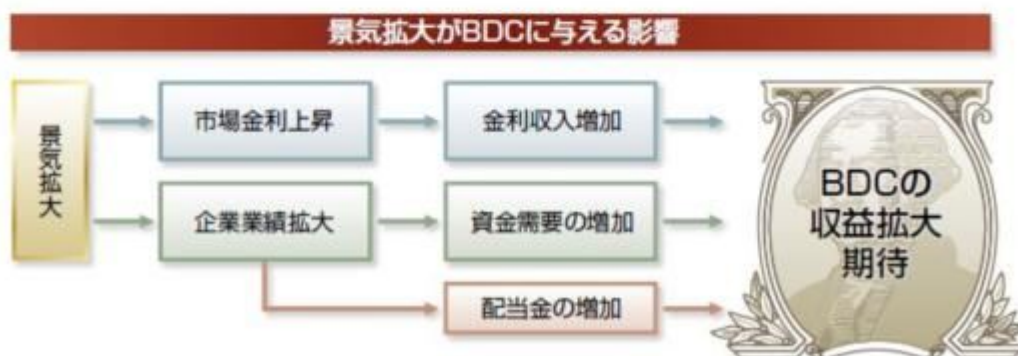 景気拡大がBDCに与える影響
景気拡大
市場金利上昇
金利収入増加
企業業績拡大
資金需要の増加
配当金の増加
BDCの
収益拡大
期待